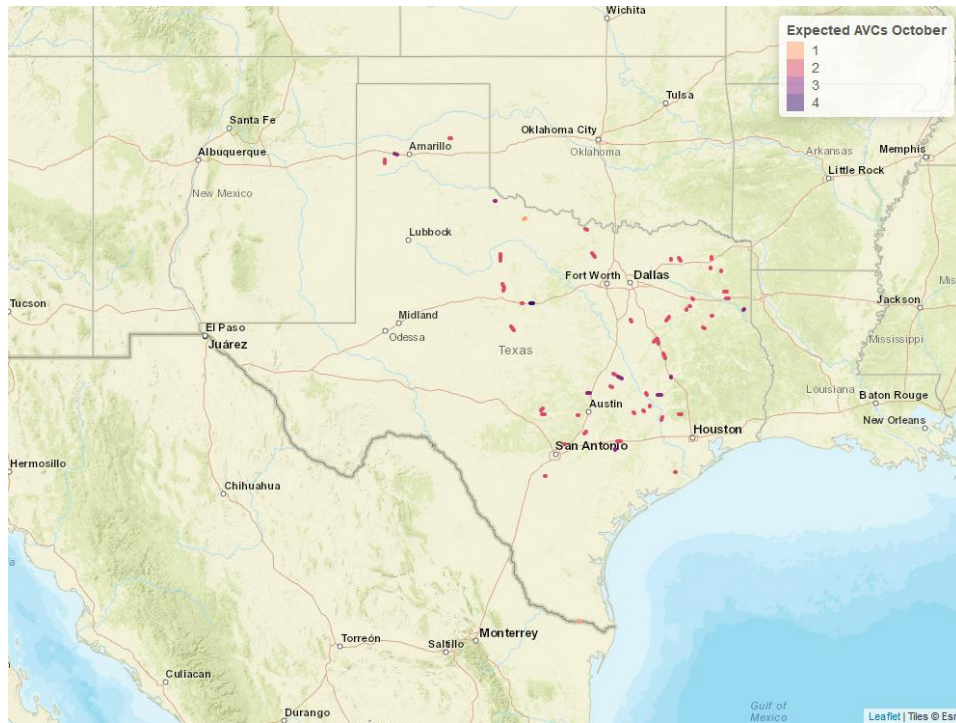 Wichita
Expected AVCs October
1
2
3
4
Tulsa
Santa Fe
Oklahoma City
Oklahoma
Amarillo
Albuquerque
Arkansas
Memphis
Little Rock
New Mexico
Lubbock
Fort Worth
Dallas
Tucson
Midland
Odessa
Jackson
Mississippi
El Paso
Juárez
Texas
Louisiana
Baton Rouge
Austin
New Orleans
Houston
San Antonio
Hermosillo
Chihuahua
Torreón
Saltillo
Monterrey
Culiacan
Durango
Gulf of
Mexico
Leaflet | Tiles © Esr